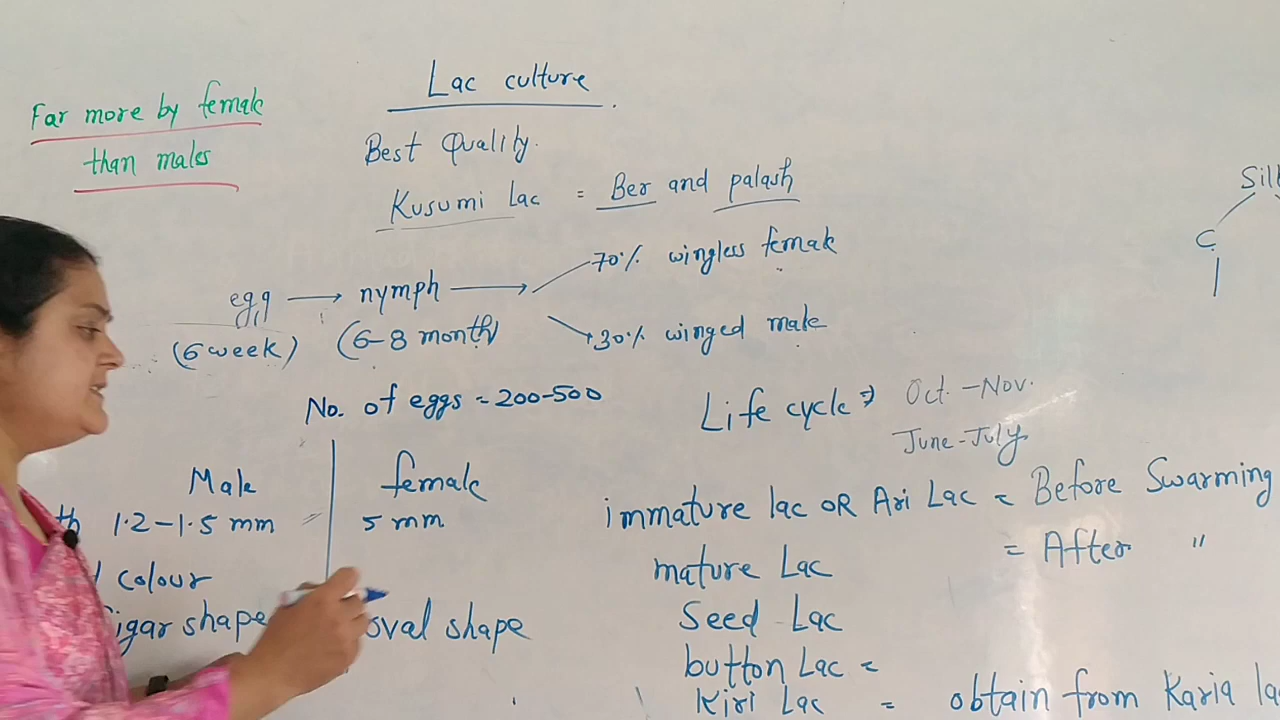 Far more by female
than males
Lac culture
Best Quality.
Kusumi Lac = Ber and palash
egg → nymph → 70% wingless female
(6 week) (6-8 month) 30% winged male
No. of eggs = 200-500
Life cycle ⇒ Oct. - Nov.
June-July
Male female
th 1.2-1.5 mm 5 mm
colour
igar shape oval shape
immature lac OR Ari Lac = Before Swarming
mature Lac = After "
Seed Lac
button Lac =
Kiri Lac = obtain from Karia la
Sil
C